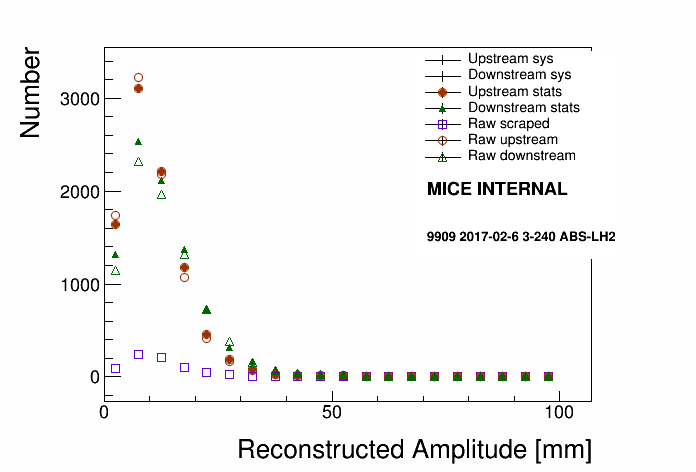 Number
3000
2000
1000
0
0
50
100
Reconstructed Amplitude [mm]
Upstream sys
Downstream sys
Upstream stats
Downstream stats
Raw scraped
Raw upstream
Raw downstream
MICE INTERNAL
9909 2017-02-6 3-240 ABS-LH2